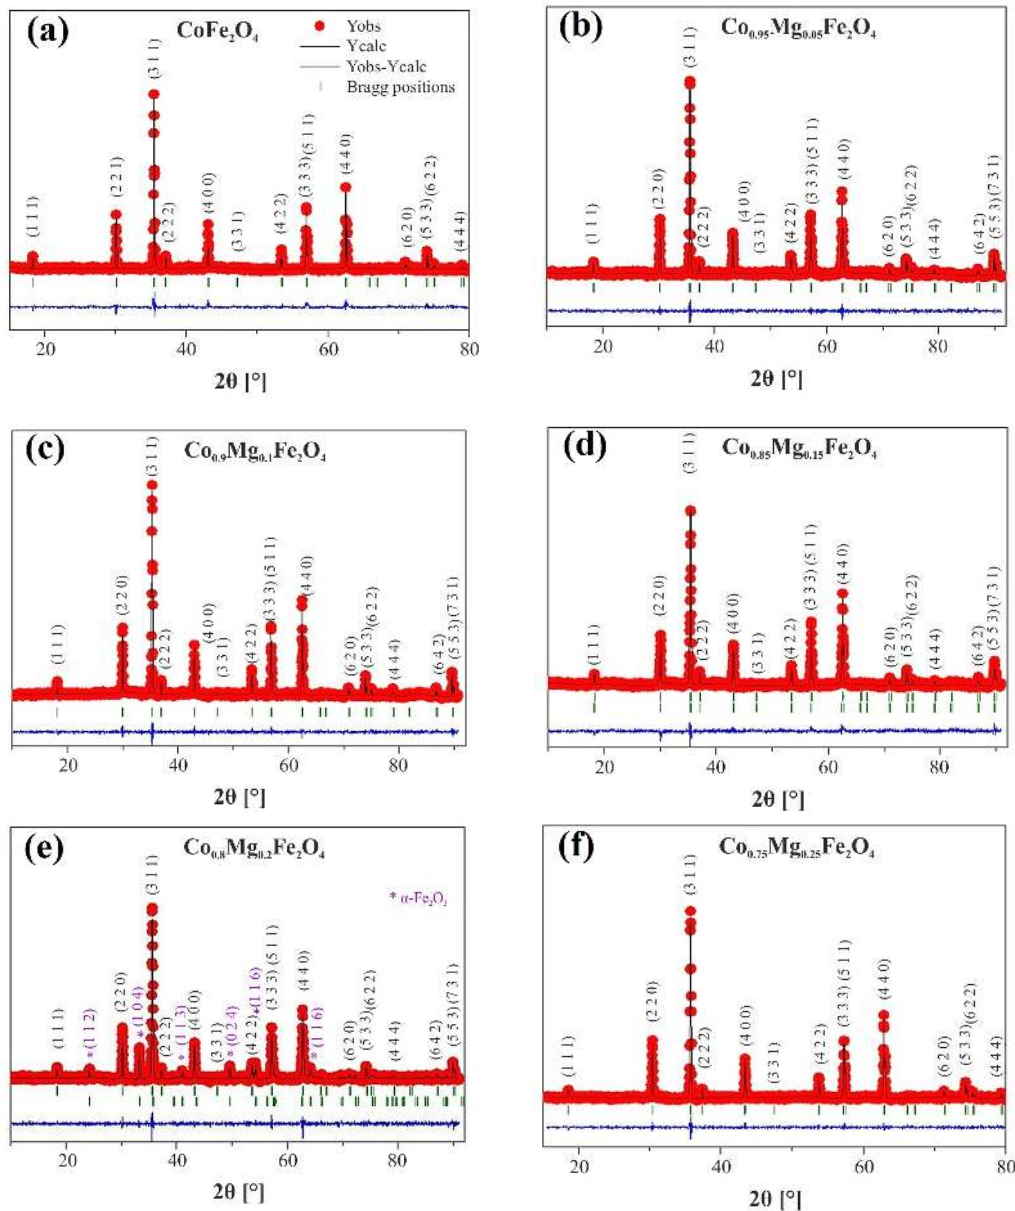 (a)
CoFe₂O₄
Yobs
Ycalc
Yobs-Ycalc
Bragg positions
(1 1 1)
(2 2 1)
(3 1 1)
(2 2 2)
(4 0 0)
(3 3 1)
(4 2 2)
(3 3 3)(5 1 1)
(4 4 0)
(6 2 0)
(5 3 3)(6 2 2)
(4 4 4)
20 40 60 80
2θ [°]
(b)
Co₀.₉₅Mg₀.₀₅Fe₂O₄
(1 1 1)
(2 2 0)
(3 1 1)
(2 2 2)
(4 0 0)
(3 3 1)
(4 2 2)
(3 3 3) (5 1 1)
(4 4 0)
(6 2 0)
(5 3 3)(6 2 2)
(4 4 4)
(6 4 2)
(5 5 3) (7 3 1)
20 40 60 80
2θ [°]
(c)
Co₀.₉Mg₀.₁Fe₂O₄
(1 1 1)
(2 2 0)
(3 1 1)
(2 2 2)
(4 0 0)
(3 3 1)
(4 2 2)
(3 3 3) (5 1 1)
(4 4 0)
(6 2 0)
(5 3 3)(6 2 2)
(4 4 4)
(6 4 2)
(5 5 3) (7 3 1)
20 40 60 80
2θ [°]
(d)
Co₀.₈₅Mg₀.₁₅Fe₂O₄
(1 1 1)
(2 2 0)
(3 1 1)
(2 2 2)
(4 0 0)
(3 3 1)
(4 2 2)
(3 3 3) (5 1 1)
(4 4 0)
(6 2 0)
(5 3 3)(6 2 2)
(4 4 4)
(6 4 2)
(5 5 3) (7 3 1)
20 40 60 80
2θ [°]
(e)
Co₀.₈Mg₀.₂Fe₂O₄
* α-Fe₂O₃
(1 1 1)
*(1 1 2)
(2 2 0)
* (1 0 4)
(3 1 1)
(2 2 2)
* (1 1 3)
(4 0 0)
(3 3 1)
* (0 2 4)
(4 2 2)
*(1 1 6)
(3 3 3) (5 1 1)
(4 4 0)
* (1 1 6)
(6 2 0)
(5 3 3)(6 2 2)
(4 4 4)
(6 4 2)
(5 5 3) (7 3 1)
20 40 60 80
2θ [°]
(f)
Co₀.₇₅Mg₀.₂₅Fe₂O₄
(1 1 1)
(2 2 0)
(3 1 1)
(2 2 2)
(4 0 0)
(3 3 1)
(4 2 2)
(3 3 3) (5 1 1)
(4 4 0)
(6 2 0)
(5 3 3)(6 2 2)
(4 4 4)
20 40 60 80
2θ [°]